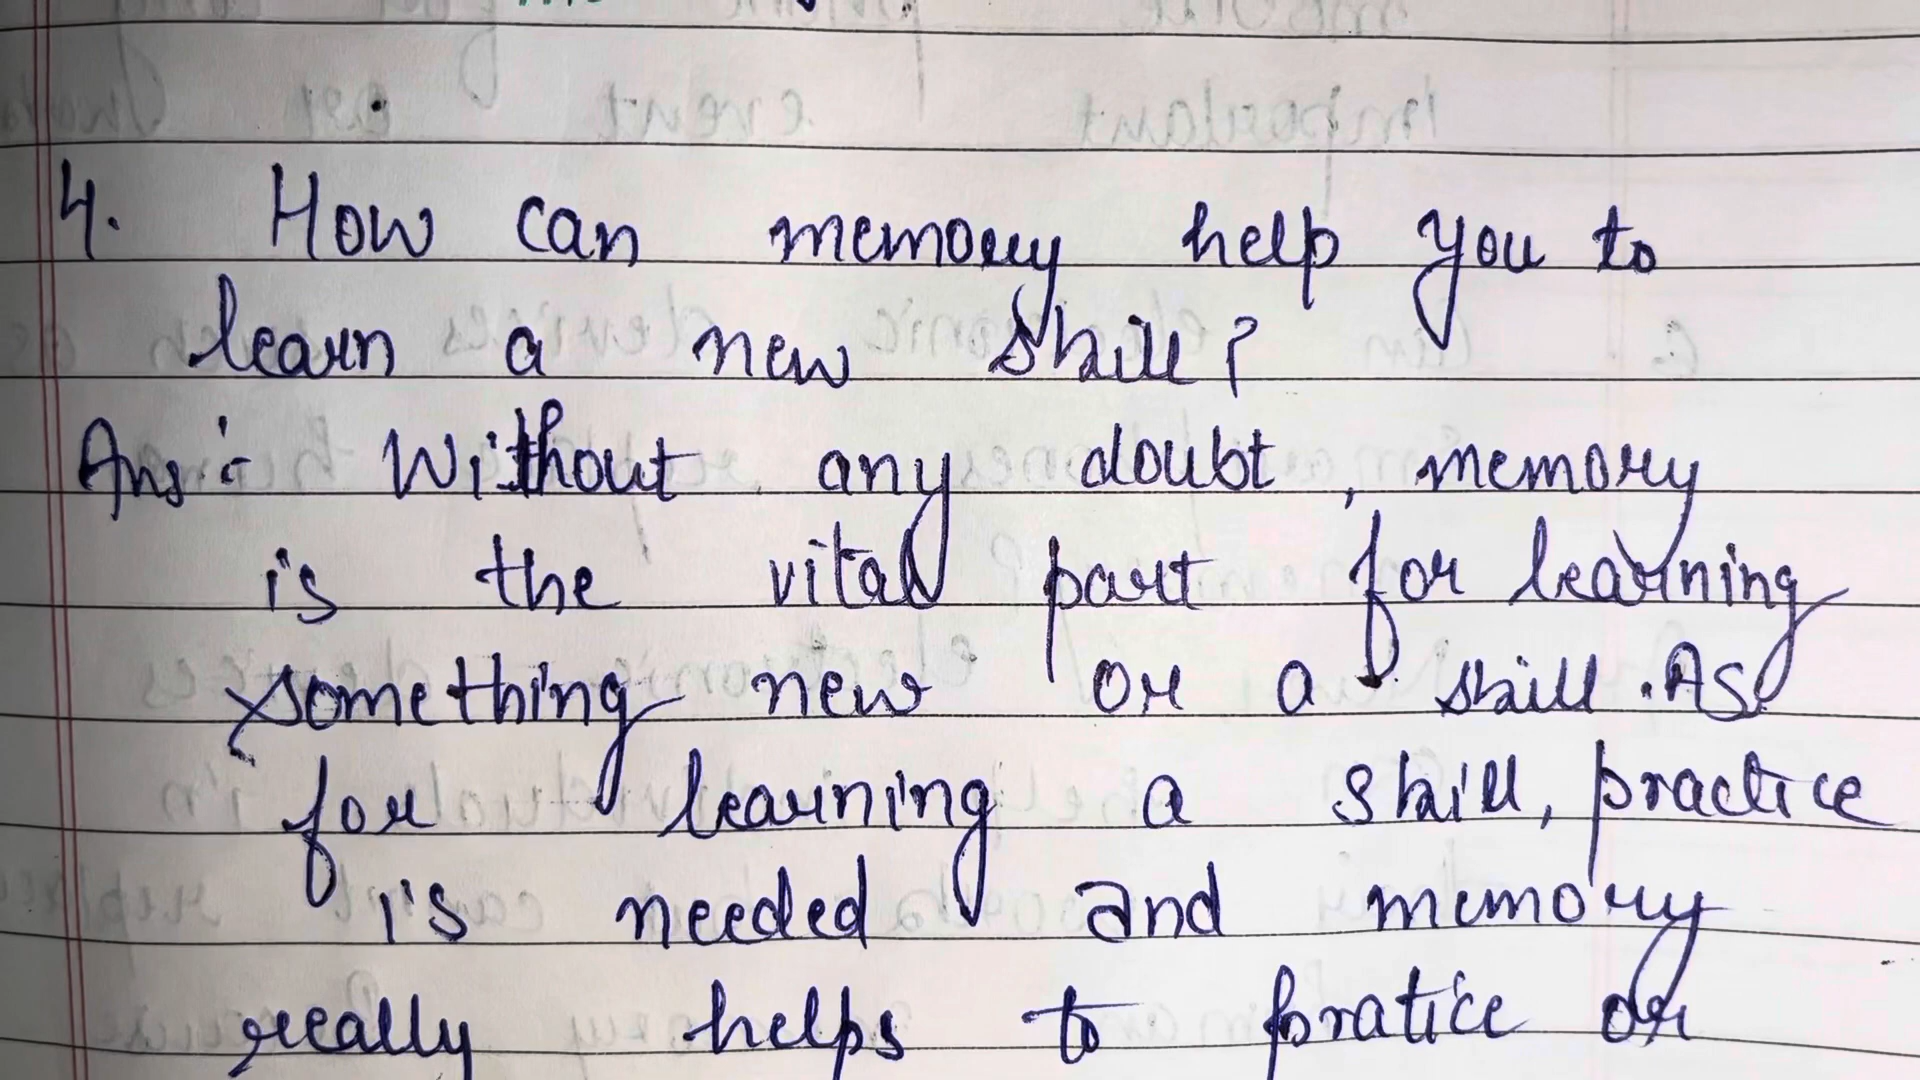 4. How can memory help you to
learn a new skill?
Ans :- Without any doubt, memory
is the vital part for learning
something new or a skill. As
for learning a skill, practice
is needed and memory
really helps to pratice or